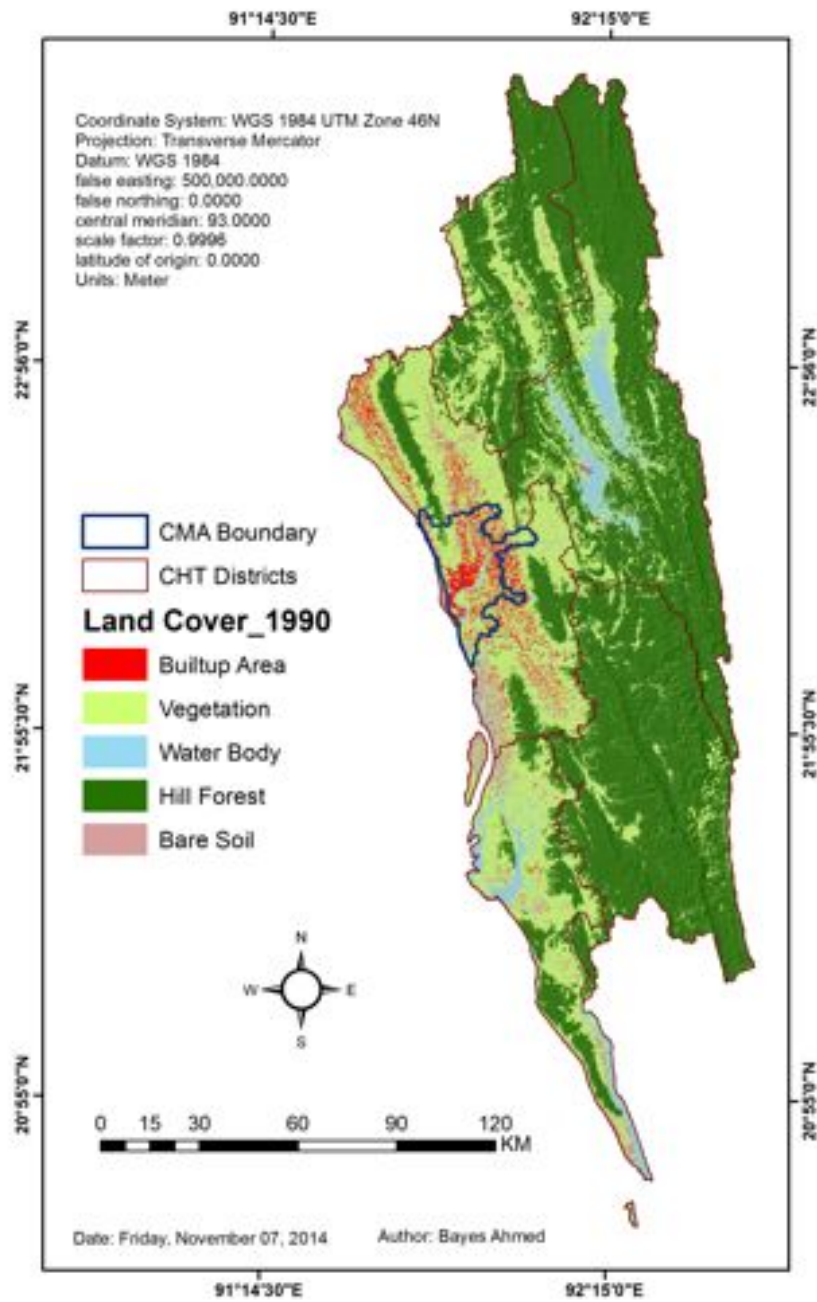 91°14'30"E
92°15'0"E
Coordinate System: WGS 1984 UTM Zone 46N
Projection: Transverse Mercator
Datum: WGS 1984
false easting: 500,000.0000
false northing: 0.0000
central meridian: 93.0000
scale factor: 0.9996
latitude of origin: 0.0000
Units: Meter
22°56'0"N
22°56'0"N
CMA Boundary
CHT Districts
Land Cover_1990
Builtup Area
Vegetation
Water Body
Hill Forest
Bare Soil
21°55'30"N
21°55'30"N
N
W
E
S
20°55'0"N
20°55'0"N
0 15 30 60 90 120
KM
Date: Friday, November 07, 2014
Author: Bayes Ahmed
91°14'30"E
92°15'0"E